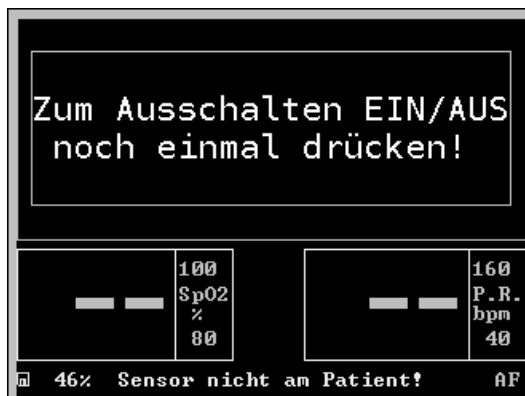 Zum Ausschalten EIN/AUS
noch einmal drücken!
-- 100 SpO2 % 80
-- 160 P.R. bpm 40
46% Sensor nicht am Patient! AF